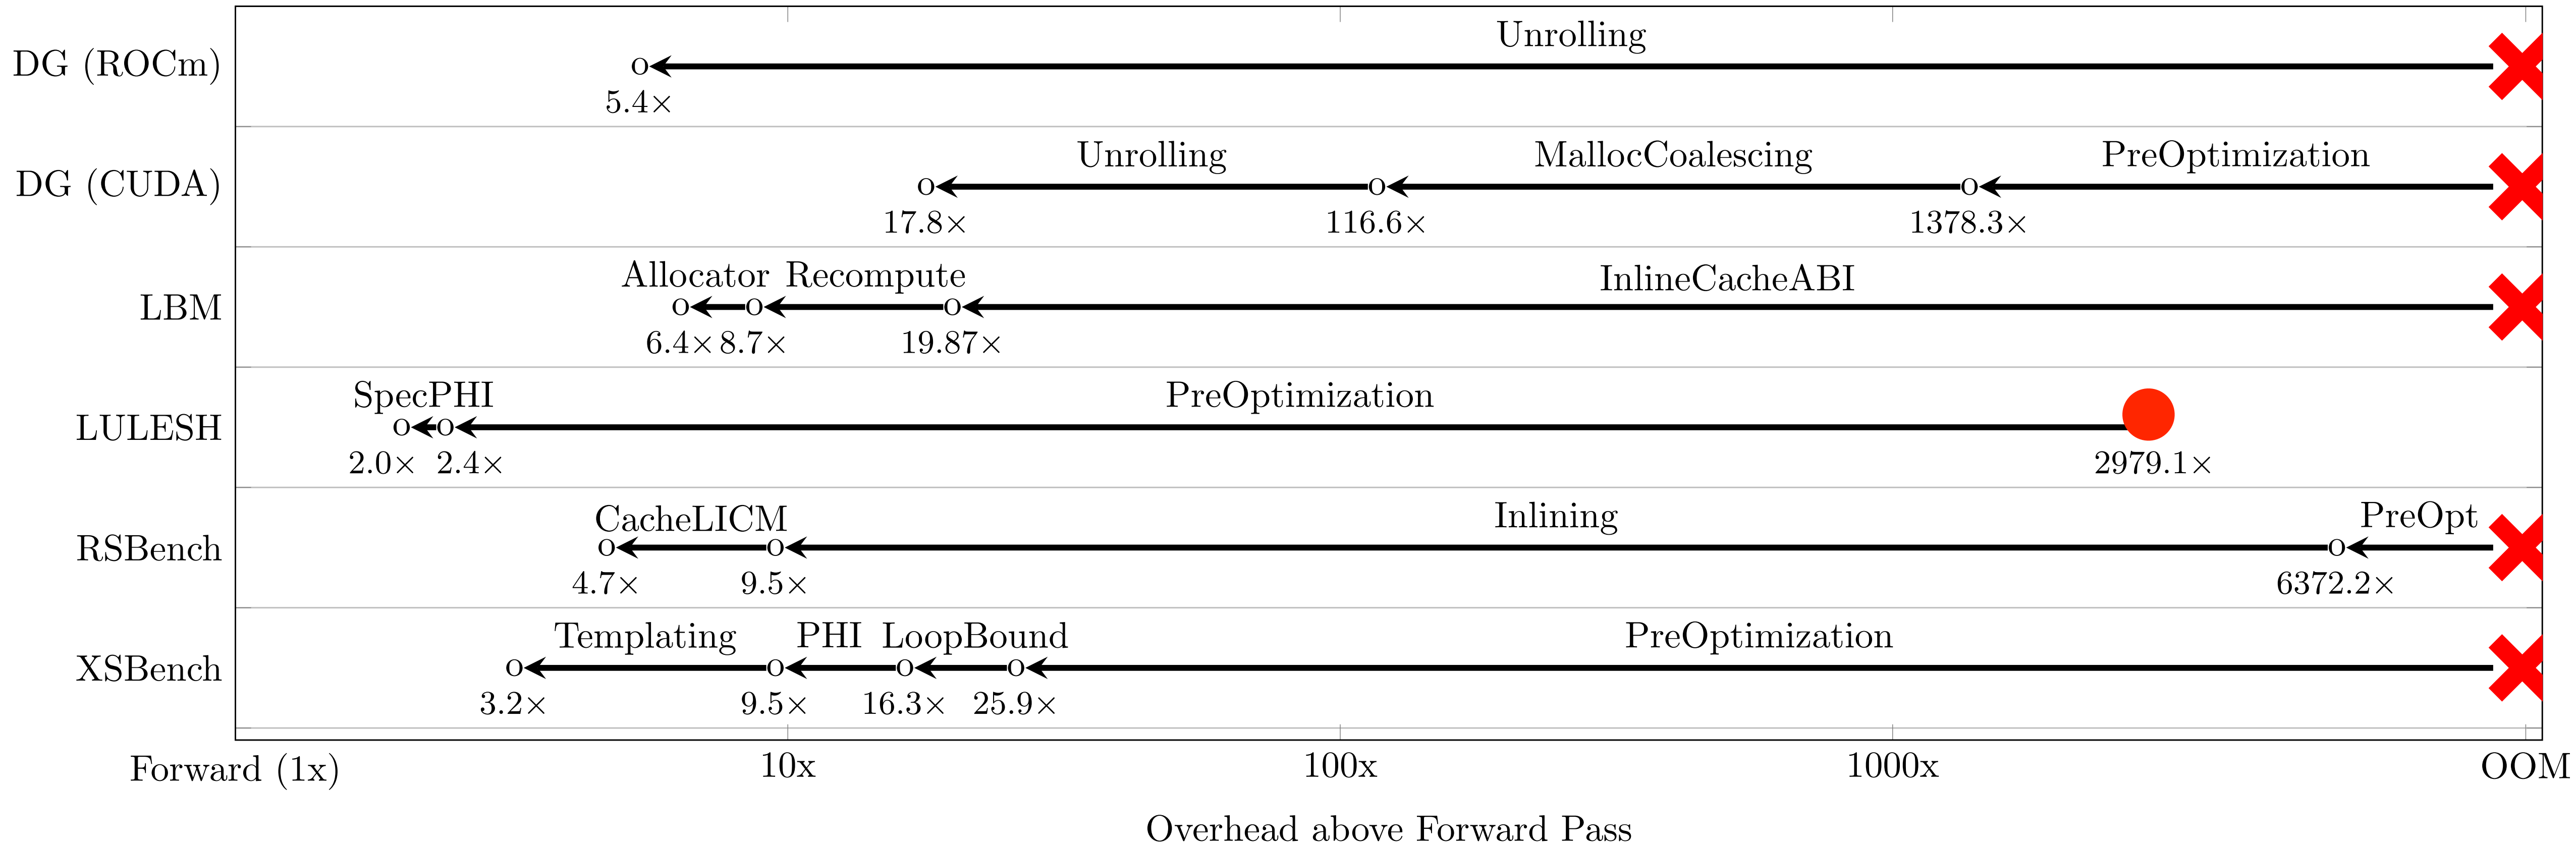 Unrolling
DG (ROCm)
5.4×
Unrolling MallocCoalescing PreOptimization
DG (CUDA)
17.8× 116.6× 1378.3×
Allocator Recompute InlineCacheABI
LBM
6.4× 8.7× 19.87×
SpecPHI PreOptimization
LULESH
2.0× 2.4× 2979.1×
CacheLICM Inlining PreOpt
RSBench
4.7× 9.5× 6372.2×
Templating PHI LoopBound PreOptimization
XSBench
3.2× 9.5× 16.3× 25.9×
Forward (1x) 10x 100x 1000x OOM
Overhead above Forward Pass